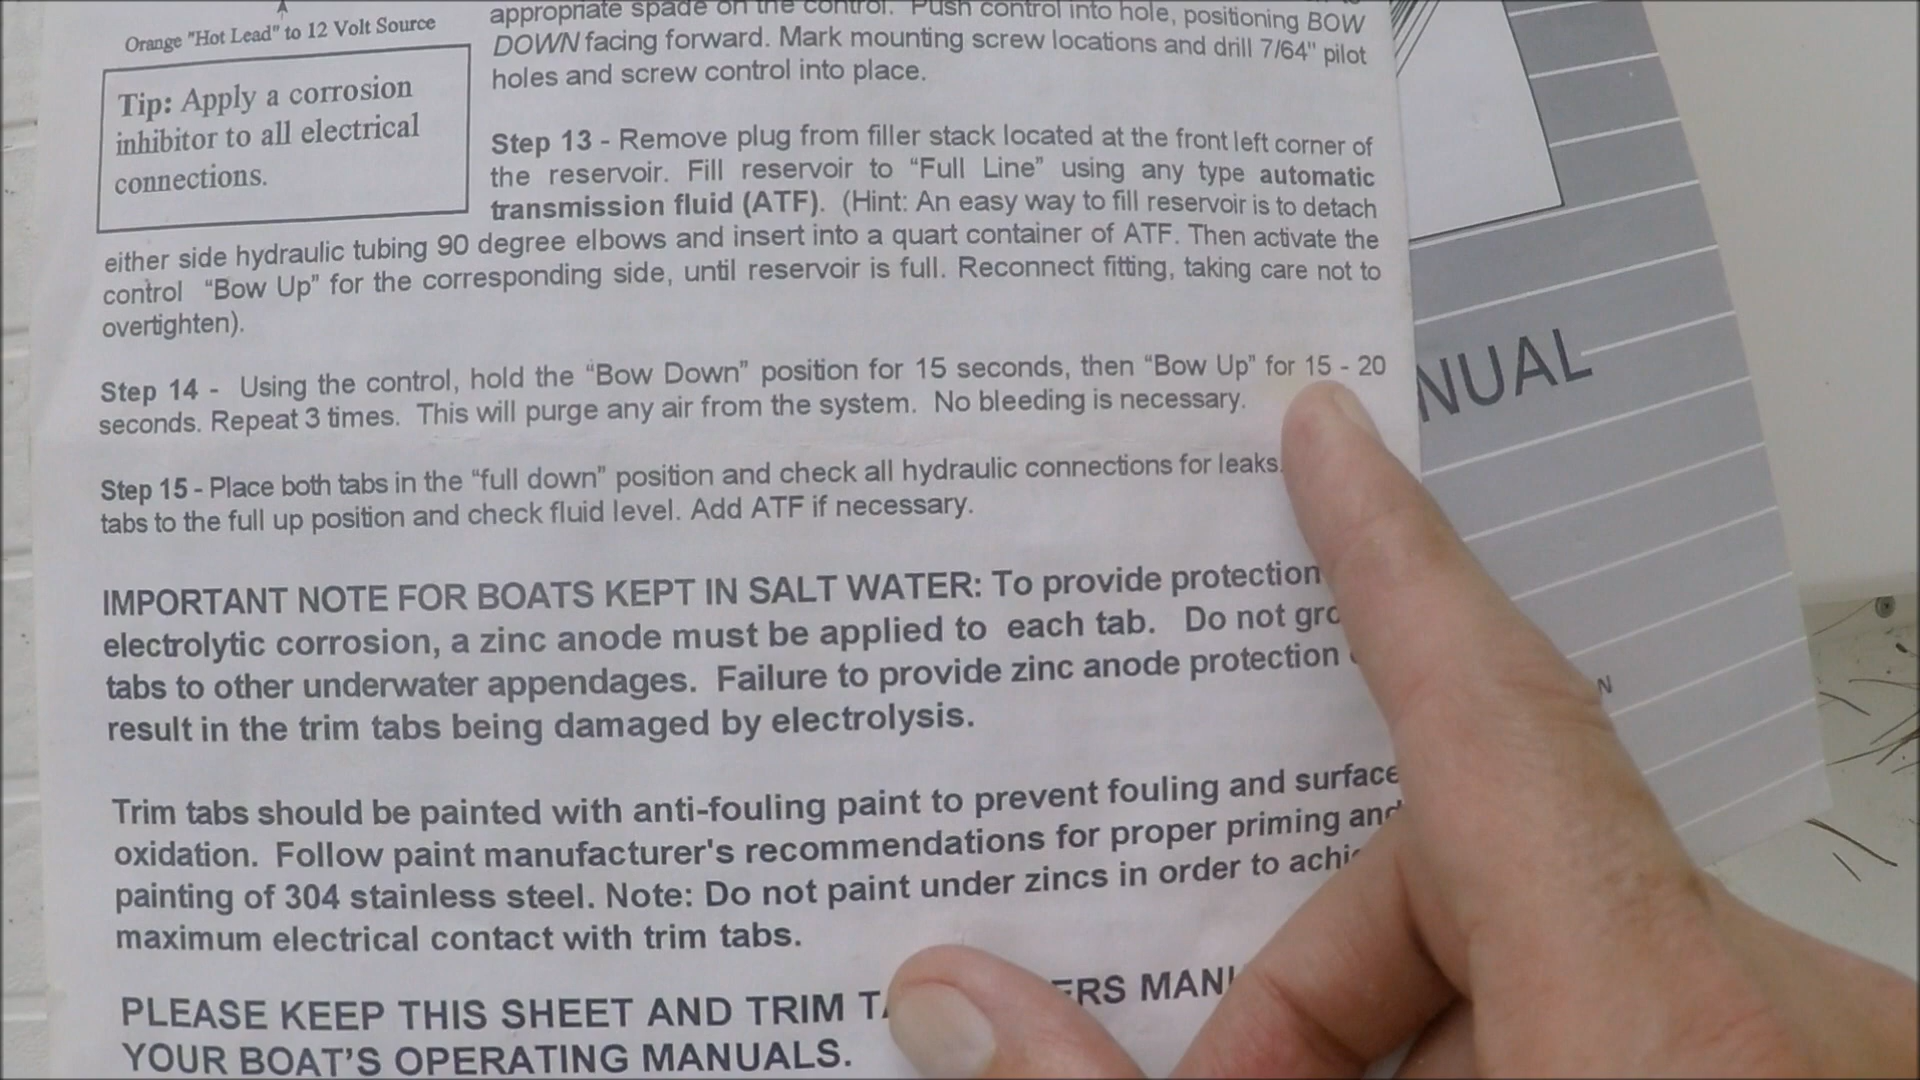 Orange "Hot Lead" to 12 Volt Source
Tip: Apply a corrosion
inhibitor to all electrical
connections.
appropriate spade on the control. Push control into hole, positioning BOW
DOWN facing forward. Mark mounting screw locations and drill 7/64" pilot
holes and screw control into place.
Step 13 - Remove plug from filler stack located at the front left corner of
the reservoir. Fill reservoir to “Full Line” using any type automatic
transmission fluid (ATF). (Hint: An easy way to fill reservoir is to detach
either side hydraulic tubing 90 degree elbows and insert into a quart container of ATF. Then activate the
control “Bow Up” for the corresponding side, until reservoir is full. Reconnect fitting, taking care not to
overtighten).
Step 14 - Using the control, hold the “Bow Down” position for 15 seconds, then “Bow Up” for 15 - 20
seconds. Repeat 3 times. This will purge any air from the system. No bleeding is necessary.
Step 15 - Place both tabs in the “full down” position and check all hydraulic connections for leaks.
tabs to the full up position and check fluid level. Add ATF if necessary.
IMPORTANT NOTE FOR BOATS KEPT IN SALT WATER: To provide protection
electrolytic corrosion, a zinc anode must be applied to each tab. Do not
tabs to other underwater appendages. Failure to provide zinc anode protection
result in the trim tabs being damaged by electrolysis.
Trim tabs should be painted with anti-fouling paint to prevent fouling and surface
oxidation. Follow paint manufacturer's recommendations for proper priming and
painting of 304 stainless steel. Note: Do not paint under zincs in order to
maximum electrical contact with trim tabs.
PLEASE KEEP THIS SHEET AND TRIM
YOUR BOAT’S OPERATING MANUALS.
NUAL
N